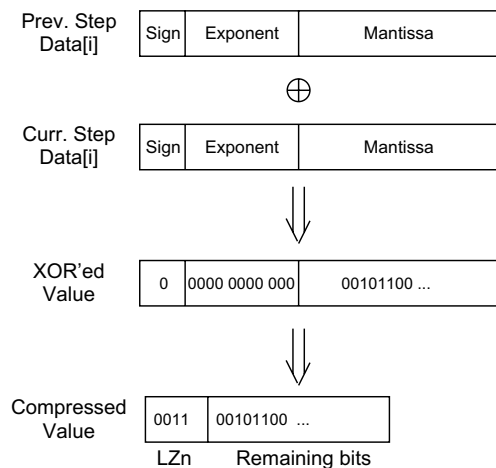 Prev. Step
Data[i]
Sign Exponent Mantissa
Curr. Step
Data[i]
Sign Exponent Mantissa
XOR'ed
Value
0 0000 0000 000 00101100 ...
Compressed
Value
0011 00101100 ...
LZn Remaining bits